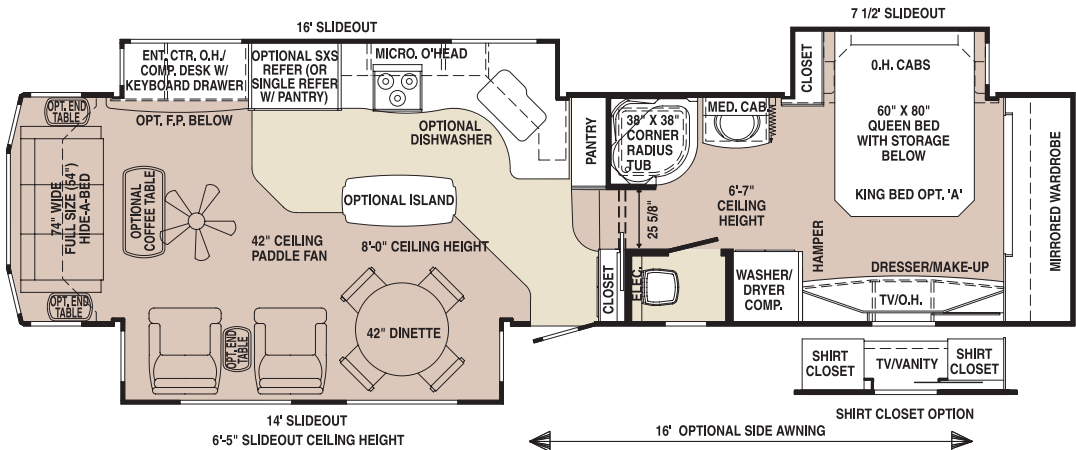 16' SLIDEOUT
7 1/2' SLIDEOUT
ENT. CTR. O.H./
COMP. DESK W/
KEYBOARD DRAWER
OPTIONAL SXS
REFER (OR
SINGLE REFER
W/ PANTRY)
MICRO. O'HEAD
CLOSET
O.H. CABS
60" X 80"
QUEEN BED
WITH STORAGE
BELOW
KING BED OPT. 'A'
OPT. END
TABLE
OPT. F.P. BELOW
OPTIONAL
DISHWASHER
PANTRY
38" X 38"
CORNER
RADIUS
TUB
MED. CAB.
74" WIDE
FULL SIZE (54")
HIDE-A-BED
OPTIONAL
COFFEE TABLE
OPTIONAL ISLAND
42" CEILING
PADDLE FAN
8'-0" CEILING HEIGHT
25 5/8"
6'-7"
CEILING
HEIGHT
MIRRORED WARDROBE
HAMPER
DRESSER/MAKE-UP
TV/O.H.
OPT. END
TABLE
OPT. END
TABLE
42" DINETTE
CLOSET
ELEC.
WASHER/
DRYER
COMP.
SHIRT
CLOSET
TV/VANITY
SHIRT
CLOSET
SHIRT CLOSET OPTION
14' SLIDEOUT
6'-5" SLIDEOUT CEILING HEIGHT
16' OPTIONAL SIDE AWNING